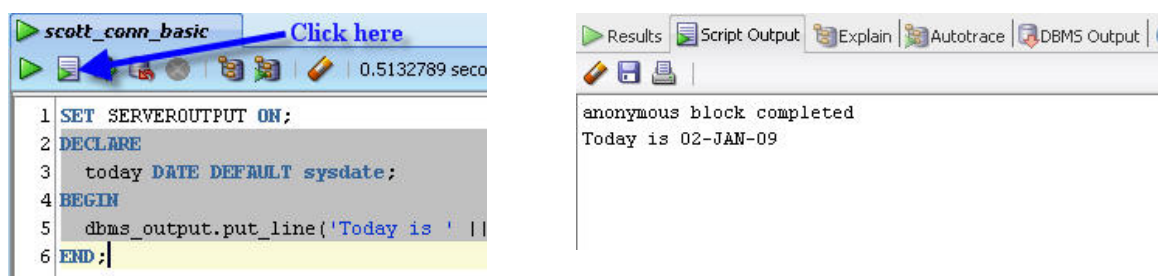 scott_conn_basic
Click here
0.5132789 seco
1 SET SERVEROUTPUT ON;
2 DECLARE
3 today DATE DEFAULT sysdate;
4 BEGIN
5 dbms_output.put_line('Today is ' ||
6 END;
Results Script Output Explain Autotrace DBMS Output
anonymous block completed
Today is 02-JAN-09